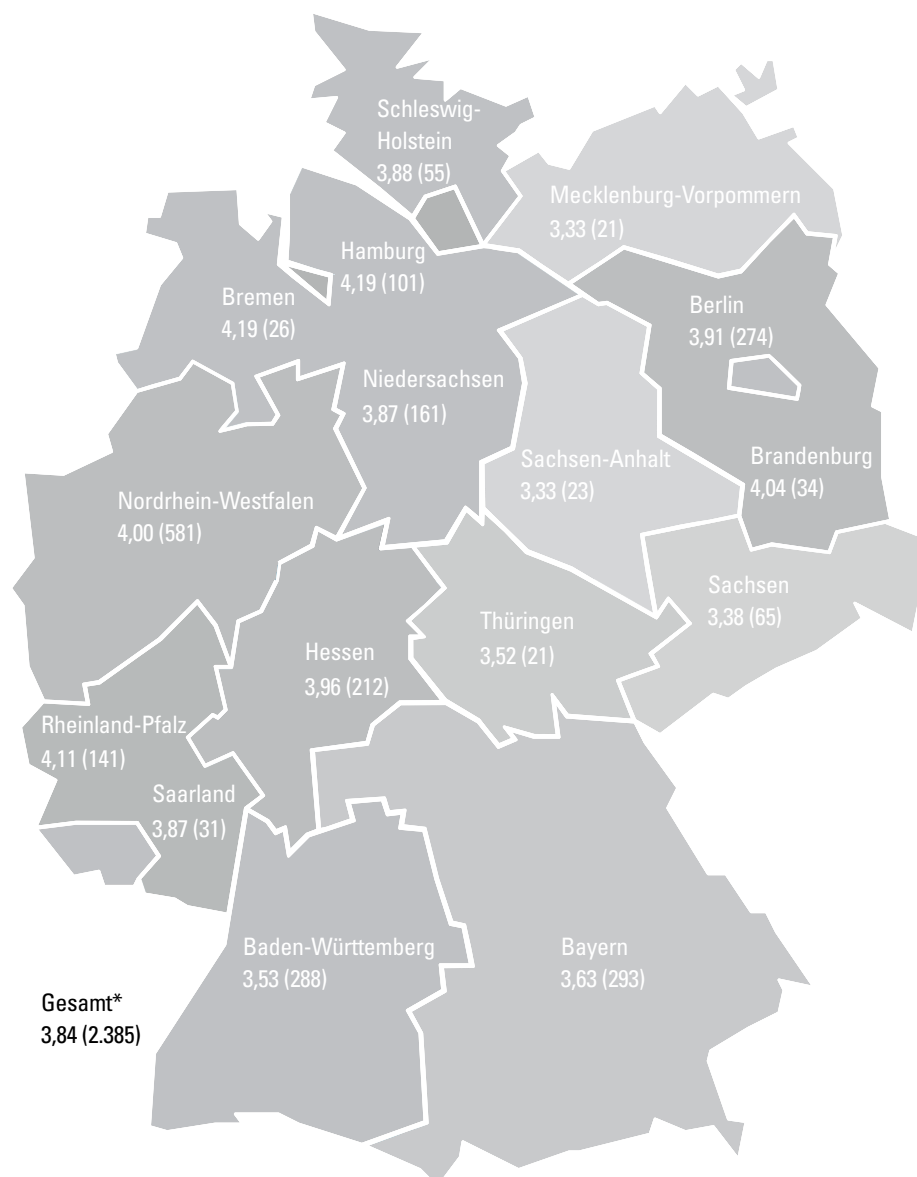 Schleswig-
Holstein
3,88 (55)
Mecklenburg-Vorpommern
3,33 (21)
Hamburg
4,19 (101)
Bremen
4,19 (26)
Berlin
3,91 (274)
Niedersachsen
3,87 (161)
Sachsen-Anhalt
3,33 (23)
Brandenburg
4,04 (34)
Nordrhein-Westfalen
4,00 (581)
Sachsen
3,38 (65)
Thüringen
3,52 (21)
Hessen
3,96 (212)
Rheinland-Pfalz
4,11 (141)
Saarland
3,87 (31)
Baden-Württemberg
3,53 (288)
Bayern
3,63 (293)
Gesamt*
3,84 (2.385)